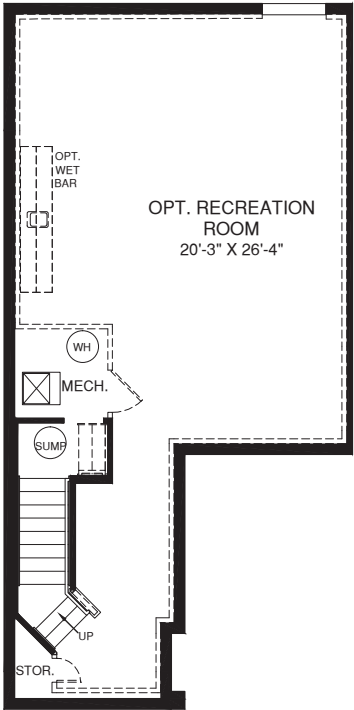 OPT.
WET
BAR
OPT. RECREATION
ROOM
20'-3" X 26'-4"
WH
MECH.
SUMP
UP
STOR.